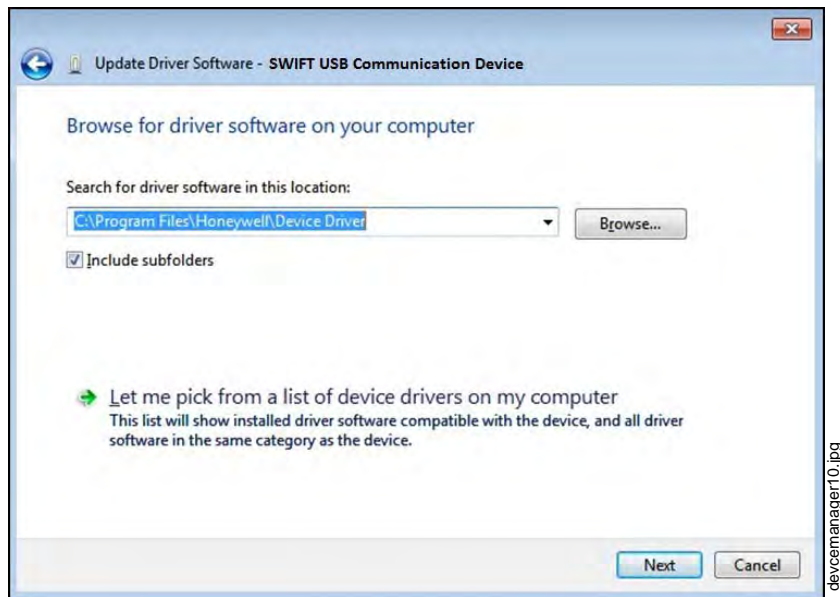 Update Driver Software - SWIFT USB Communication Device
Browse for driver software on your computer
Search for driver software in this location:
C:\Program Files\Honeywell\Device Driver
Browse...
Include subfolders
Let me pick from a list of device drivers on my computer
This list will show installed driver software compatible with the device, and all driver
software in the same category as the device.
Next
Cancel
devcemanager10.jpg